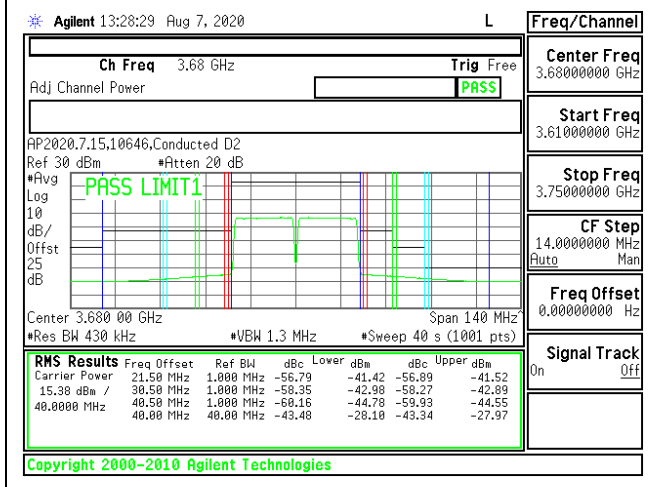 Agilent 13:28:29 Aug 7, 2020 L
Freq/Channel
Ch Freq 3.68 GHz Trig Free
Adj Channel Power PASS
Center Freq
3.68000000 GHz
Start Freq
3.61000000 GHz
AP2020.7.15,10646,Conducted D2
Ref 30 dBm #Atten 20 dB
#Avg
Log
10
dB/
Offst
25
dB
PASS LIMIT1
Stop Freq
3.75000000 GHz
CF Step
14.0000000 MHz
Auto Man
Freq Offset
0.00000000 Hz
Center 3.680 00 GHz Span 140 MHz^
#Res BW 430 kHz #VBW 1.3 MHz #Sweep 40 s (1001 pts)
Signal Track
On Off
RMS Results Freq Offset Ref BW dBc Lower dBm dBc Upper dBm
Carrier Power 21.50 MHz 1.000 MHz -56.79 -41.42 -56.89 -41.52
15.38 dBm / 30.50 MHz 1.000 MHz -58.35 -42.98 -58.27 -42.89
40.0000 MHz 40.50 MHz 1.000 MHz -60.16 -44.78 -59.93 -44.55
40.00 MHz 40.00 MHz -43.48 -28.10 -43.34 -27.97
Copyright 2000-2010 Agilent Technologies